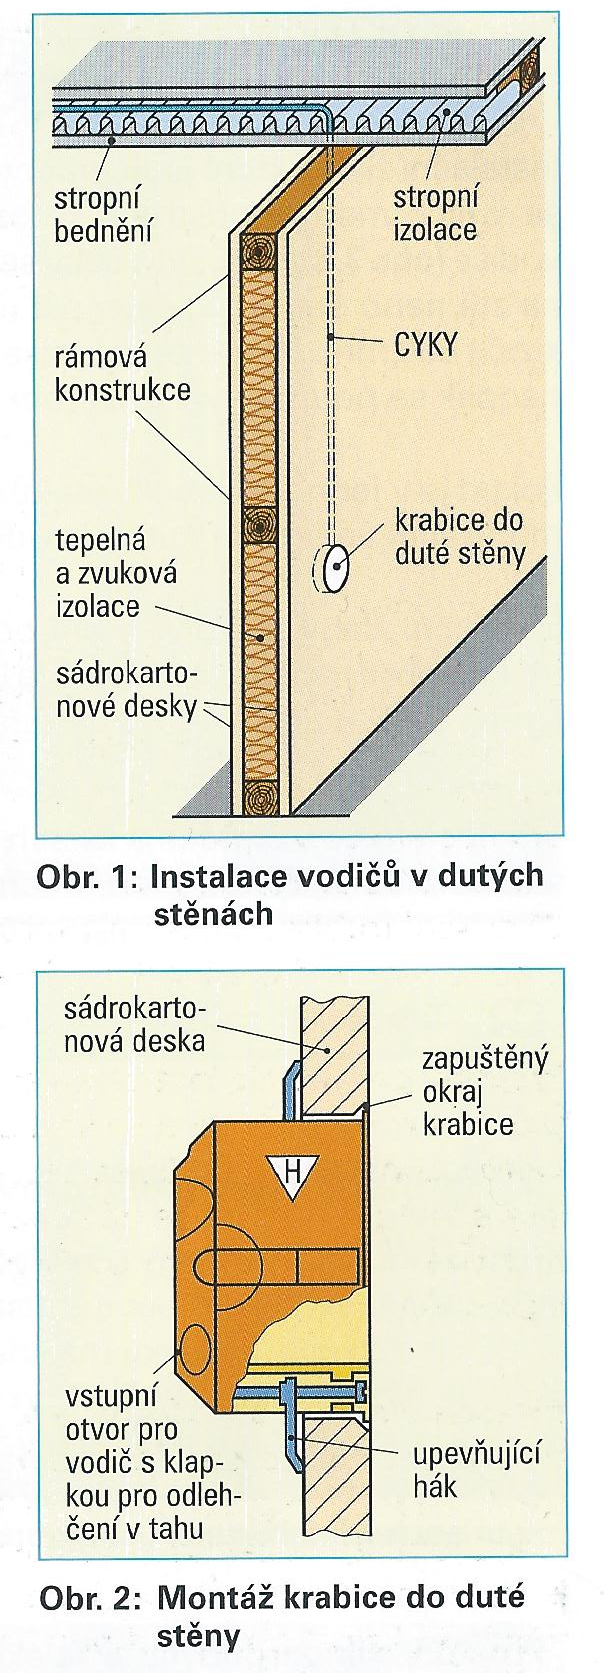 stropní
bednění
stropní
izolace
rámová
konstrukce
CYKY
krabice do
duté stěny
tepelná
a zvuková
izolace
sádrokarto-
nové desky
Obr. 1: Instalace vodičů v dutých
stěnách
sádrokarto-
nová deska
zapuštěný
okraj
krabice
H
vstupní
otvor pro
vodič s klap-
kou pro odleh-
čení v tahu
upevňující
hák
Obr. 2: Montáž krabice do duté
stěny